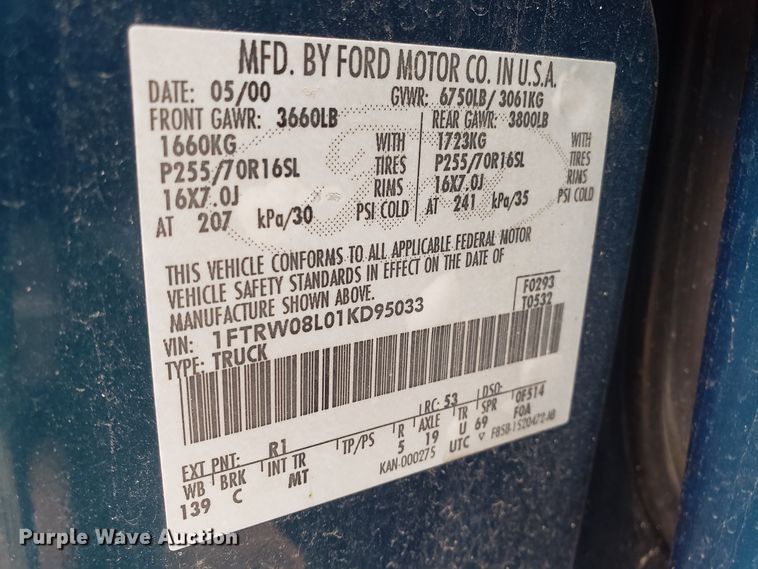 MFD. BY FORD MOTOR CO. IN U.S.A.
DATE: 05/00 GVWR: 6750LB/ 3061KG
FRONT GAWR: 3660LB REAR GAWR: 3800LB
1660KG WITH 1723KG WITH
P255/70R16SL TIRES P255/70R16SL TIRES
16X7.0J RIMS 16X7.0J RIMS
AT 207 kPa/30 PSI COLD AT 241 kPa/35 PSI COLD
THIS VEHICLE CONFORMS TO ALL APPLICABLE FEDERAL MOTOR
VEHICLE SAFETY STANDARDS IN EFFECT ON THE DATE OF
MANUFACTURE SHOWN ABOVE.
F0293
VIN: 1FTRW08L01KD95033 T0532
TYPE: TRUCK
EXT PNT: R1 RC: 53 DSO:
WB BRK INT TR TP/PS R AXLE TR SPR OF514
139 C MT 5 19 U 69 FOA
KAN-000275 UTC ▽ F85B-1520472-AB
Purple Wave Auction